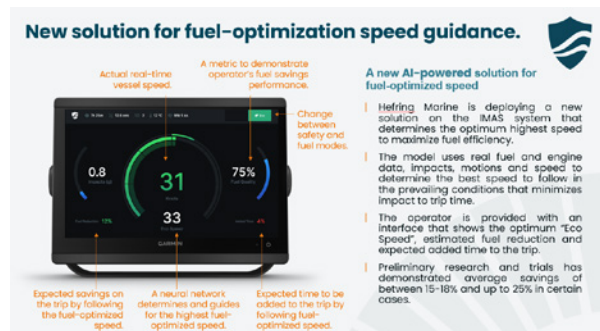 New solution for fuel-optimization speed guidance.
Actual real-time
vessel speed.
A metric to demonstrate
operator's fuel savings
performance.
Change
between
safety and
fuel modes.
0.8
31
Knots
75%
33
Eco Speed
15%
4%
GARMIN
Expected savings on
the trip by following
the fuel-optimized
speed.
A neural network
determines and guides
for the highest fuel-
optimized speed.
Expected time to be
added to the trip by
following fuel-
optimized speed.
A new AI-powered solution for
fuel-optimized speed
Hefring Marine is deploying a new
solution on the IMAS system that
determines the optimum highest speed
to maximize fuel efficiency.
The model uses real fuel and engine
data, impacts, motions and speed to
determine the best speed to follow in
the prevailing conditions that minimizes
impact to trip time.
The operator is provided with an
interface that shows the optimum "Eco
Speed", estimated fuel reduction and
expected added time to the trip.
Preliminary research and trials has
demonstrated average savings of
between 15-18% and up to 25% in certain
cases.